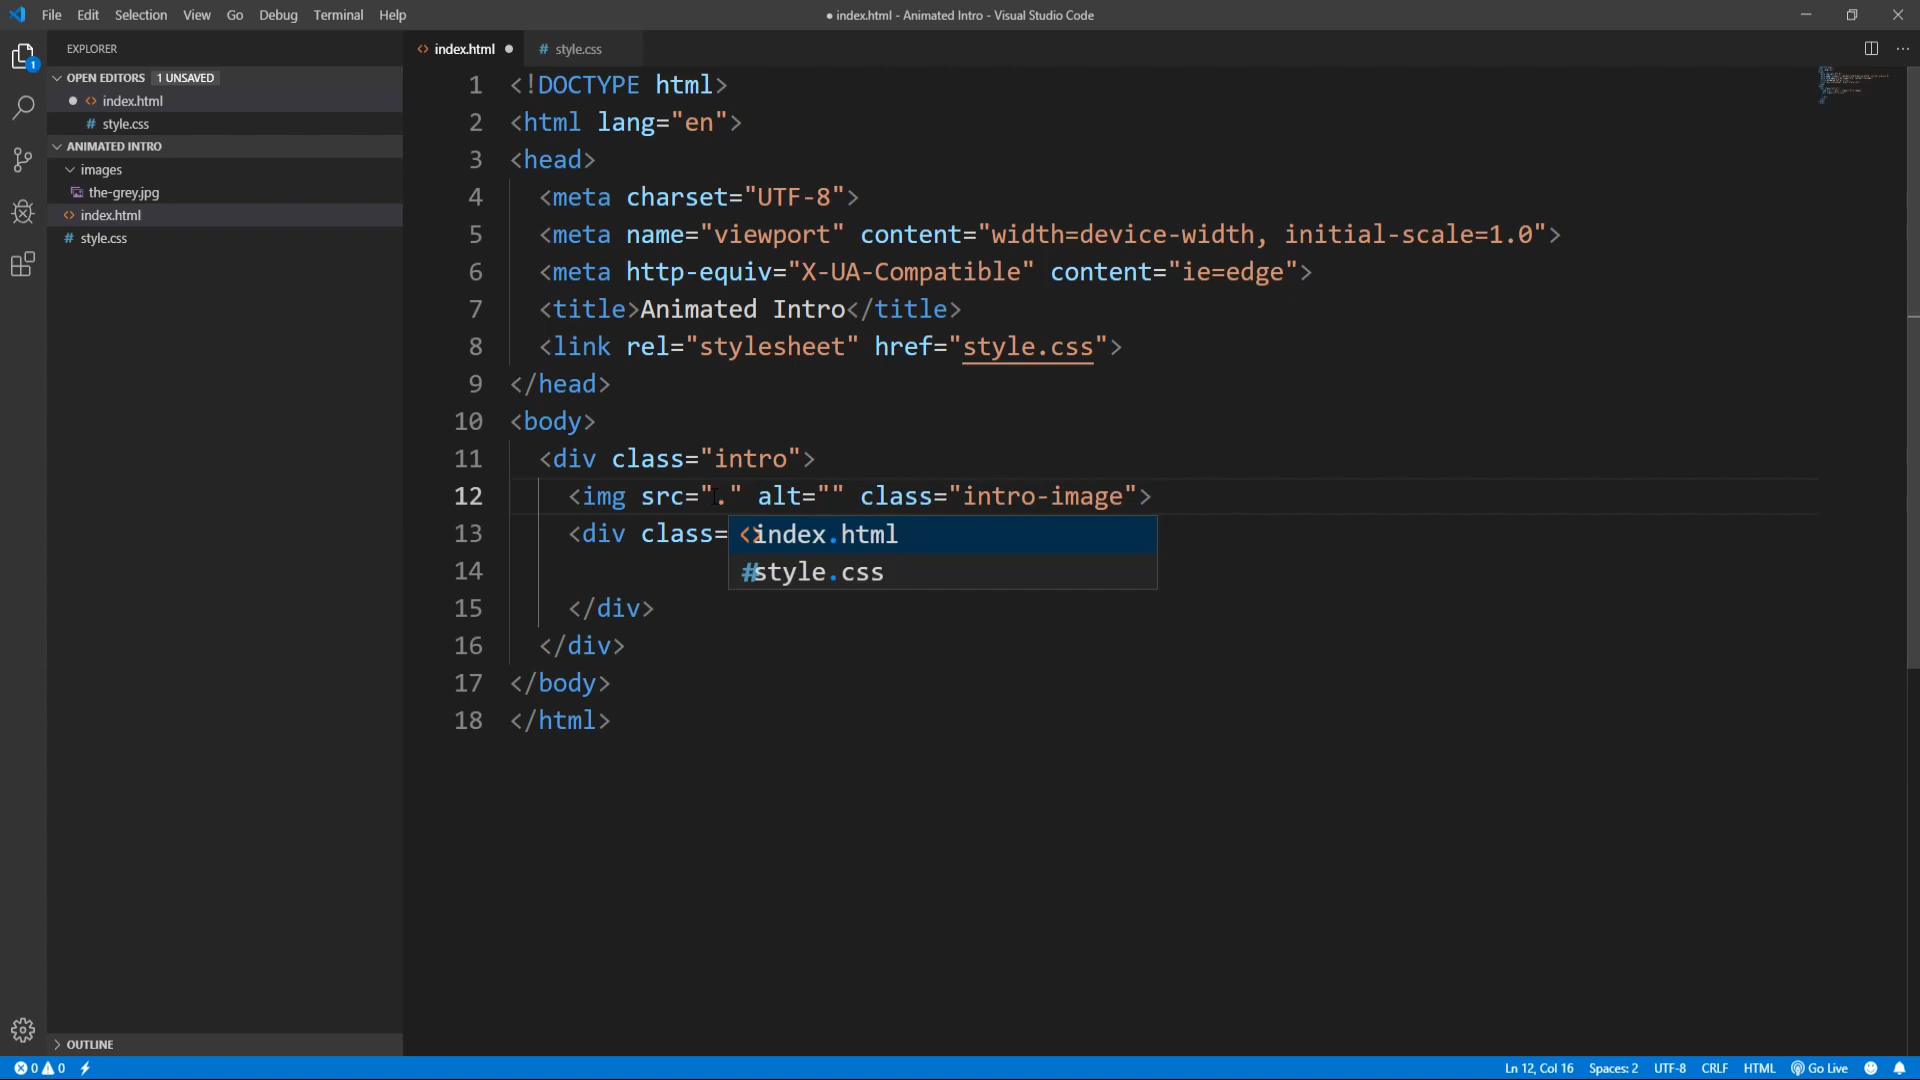 File Edit Selection View Go Debug Terminal Help
● index.html - Animated Intro - Visual Studio Code
EXPLORER
OPEN EDITORS 1 UNSAVED
index.html
style.css
ANIMATED INTRO
images
the-grey.jpg
index.html
style.css
OUTLINE
1
index.html
# style.css
1 <!DOCTYPE html>
2 <html lang="en">
3 <head>
4 <meta charset="UTF-8">
5 <meta name="viewport" content="width=device-width, initial-scale=1.0">
6 <meta http-equiv="X-UA-Compatible" content="ie=edge">
7 <title>Animated Intro</title>
8 <link rel="stylesheet" href="style.css">
9 </head>
10 <body>
11 <div class="intro">
12 <img src="." alt="" class="intro-image">
13 <div class=
index.html
style.css
14
15 </div>
16 </div>
17 </body>
18 </html>
0 0 Ln 12, Col 16 Spaces: 2 UTF-8 CRLF HTML Go Live